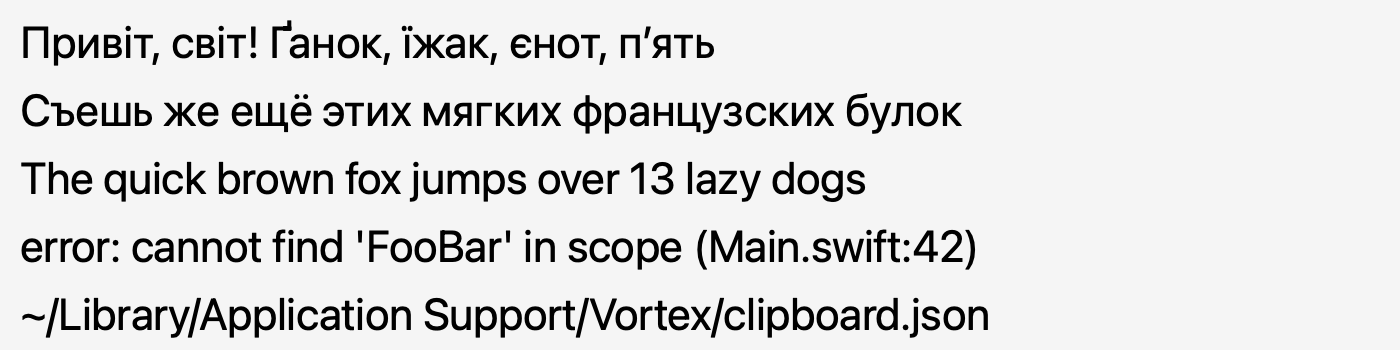 Привіт, світ! Ґанок, їжак, єнот, п’ять
Съешь же ещё этих мягких французских булок
The quick brown fox jumps over 13 lazy dogs
error: cannot find 'FooBar' in scope (Main.swift:42)
~/Library/Application Support/Vortex/clipboard.json